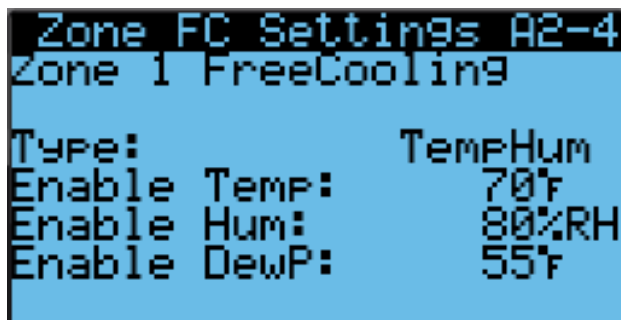 Zone FC Settings A2-4
Zone 1 FreeCooling
Type: TempHum
Enable Temp: 70°F
Enable Hum: 80%RH
Enable DewP: 55°F